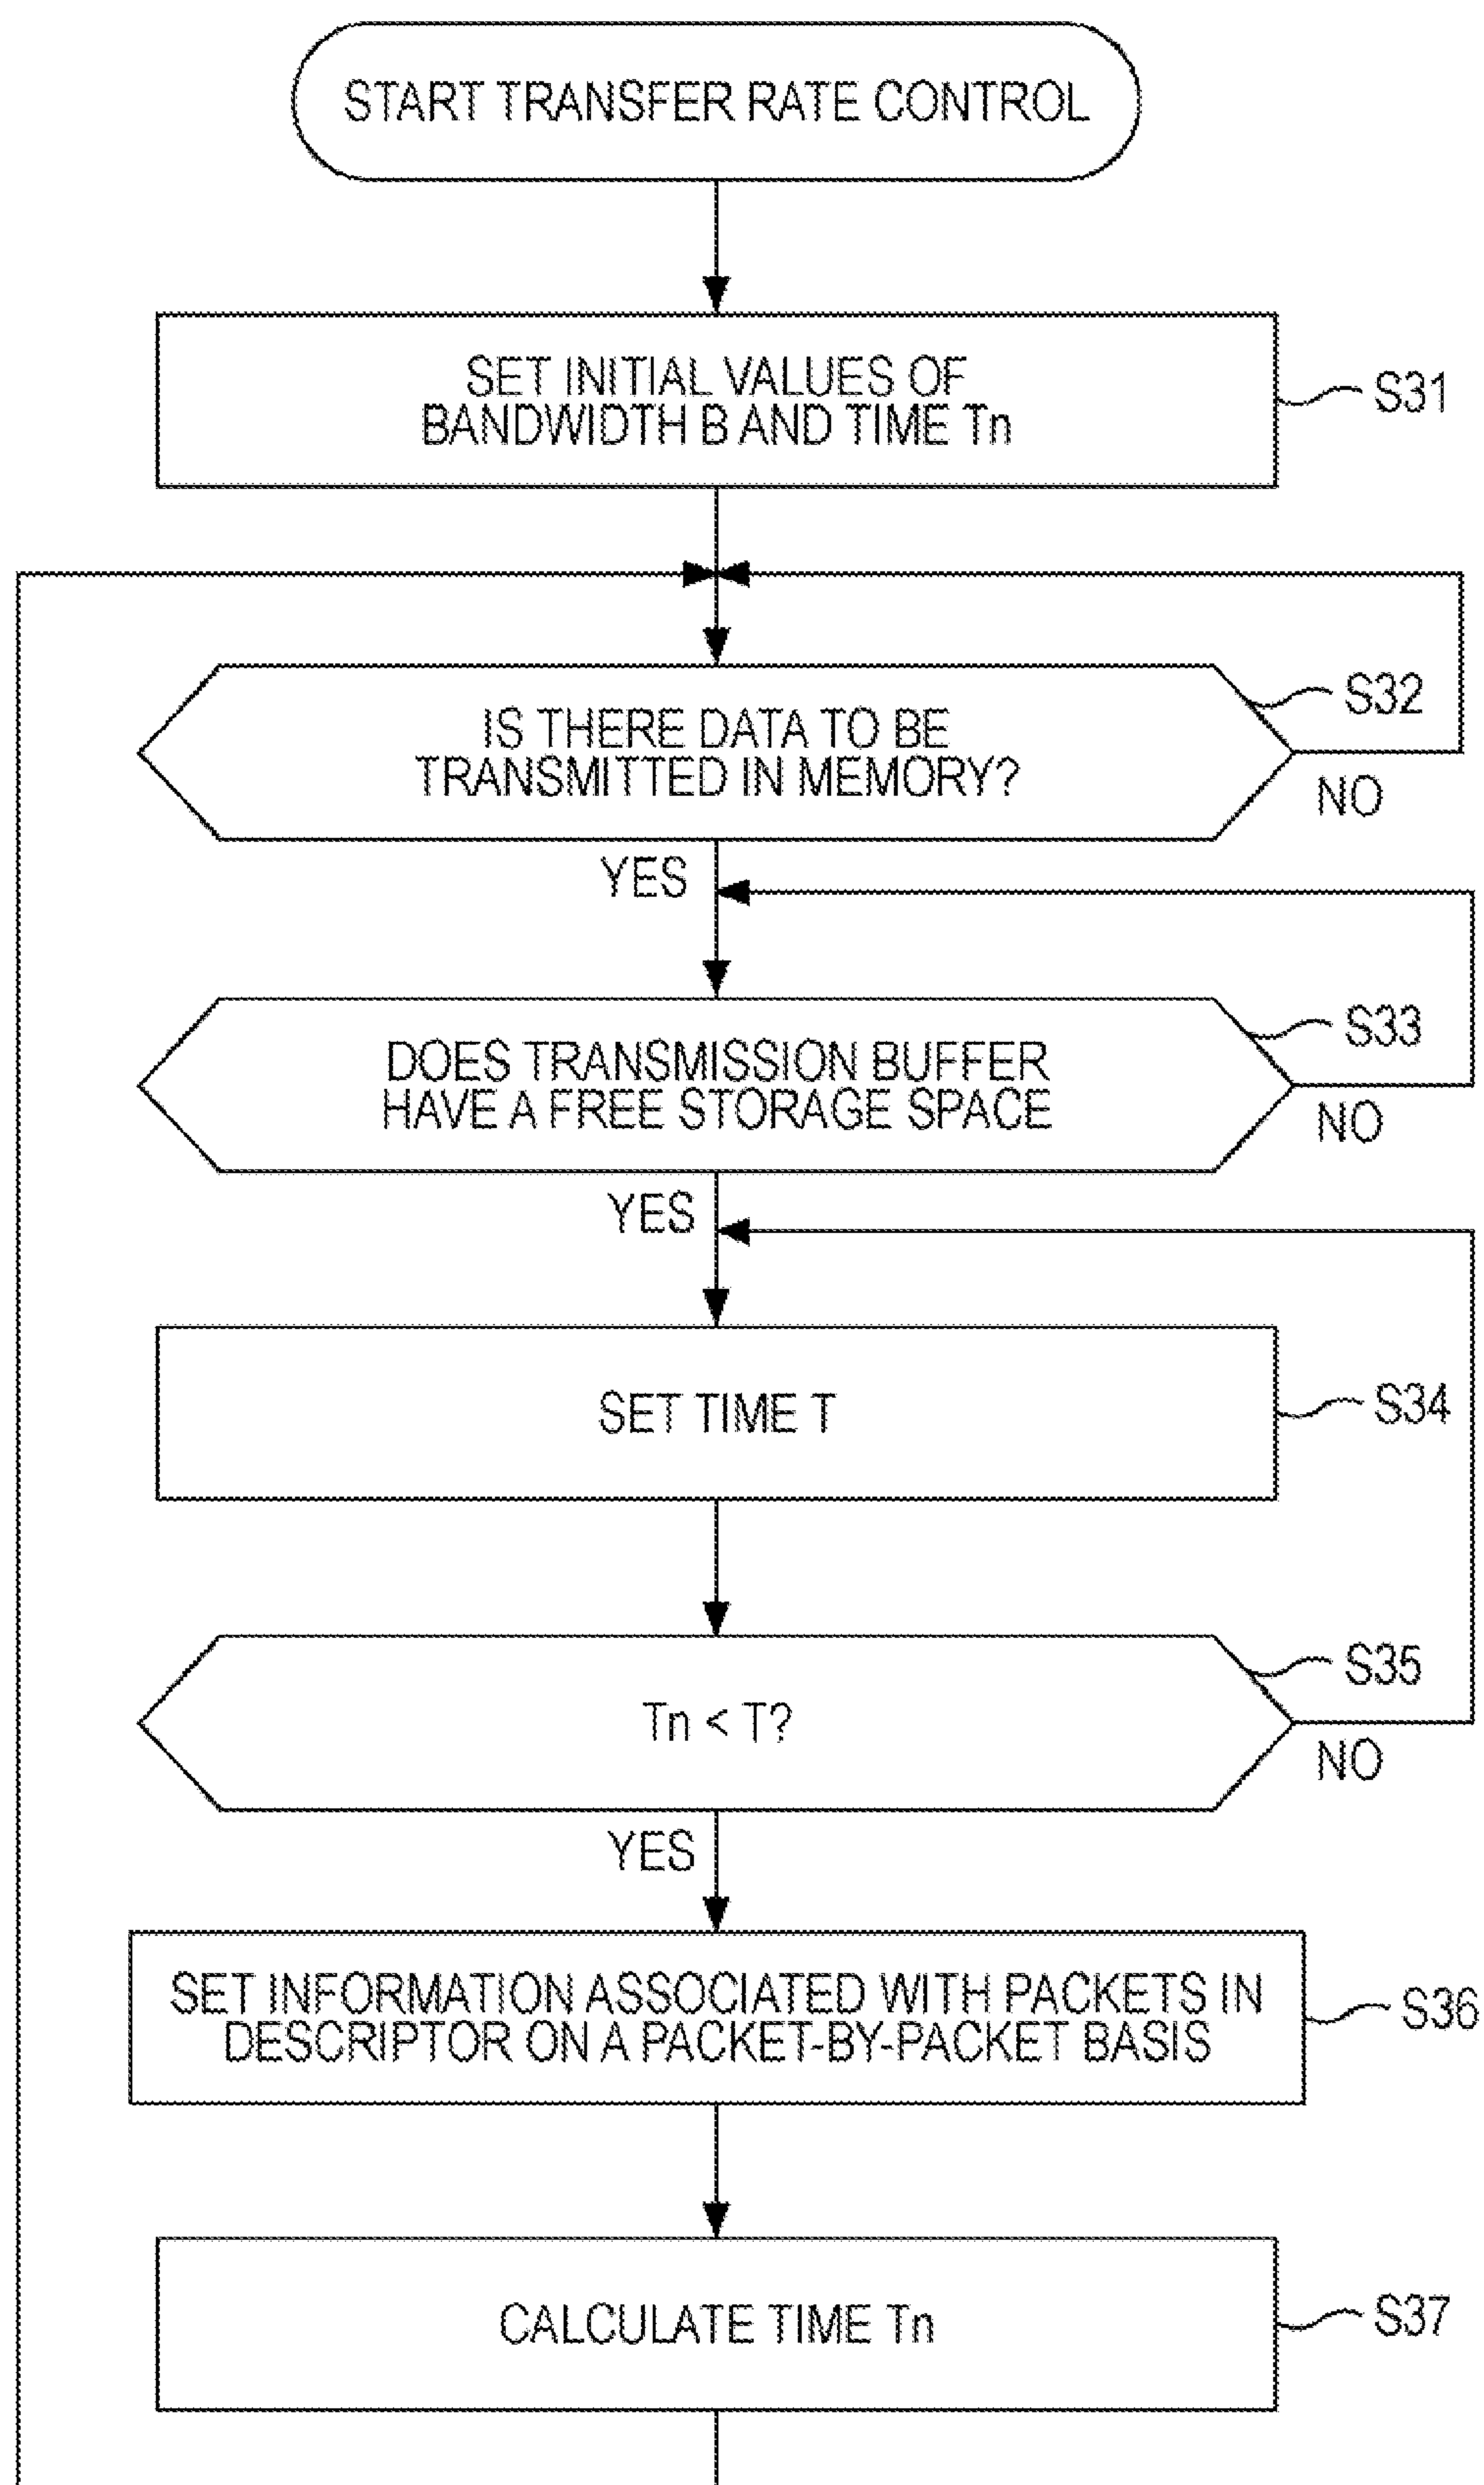 START TRANSFER RATE CONTROL
SET INITIAL VALUES OF
BANDWIDTH B AND TIME Tn
S31
IS THERE DATA TO BE
TRANSMITTED IN MEMORY?
S32
NO
YES
DOES TRANSMISSION BUFFER
HAVE A FREE STORAGE SPACE
S33
NO
YES
SET TIME T
S34
Tn < T?
S35
NO
YES
SET INFORMATION ASSOCIATED WITH PACKETS IN
DESCRIPTOR ON A PACKET-BY-PACKET BASIS
S36
CALCULATE TIME Tn
S37